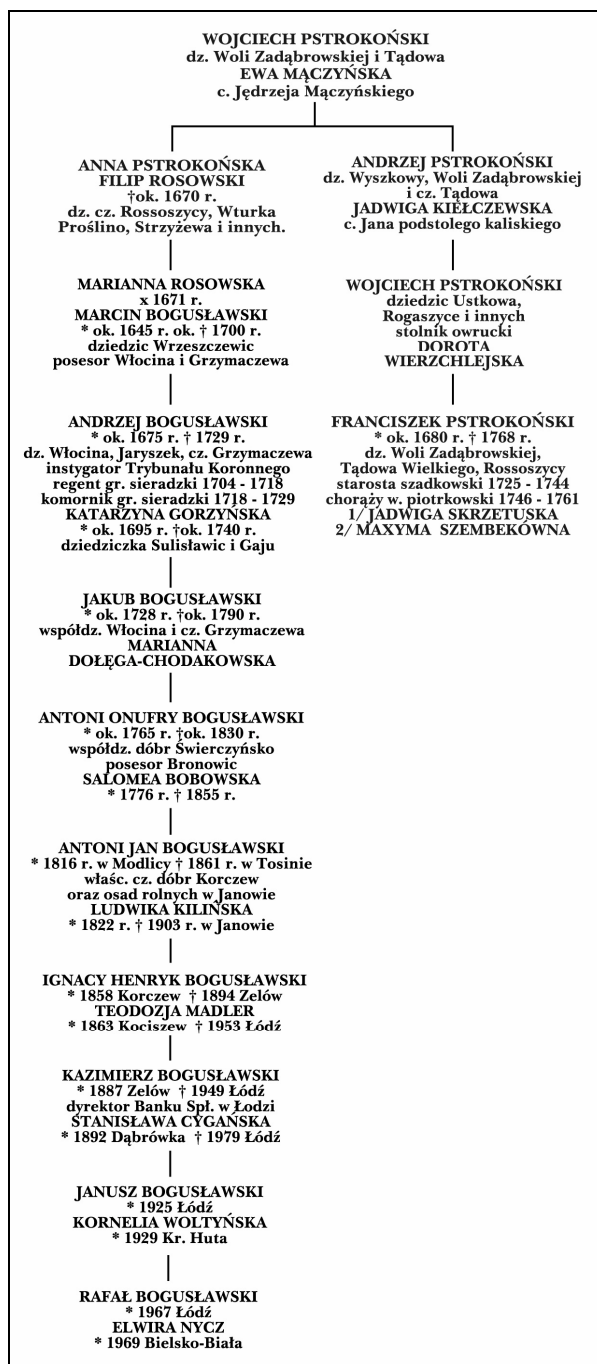 WOJCIECH PSTROKOŃSKI
dz. Woli Zadąbrowskiej i Tądowa
EWA MĄCZYŃSKA
c. Jędrzeja Mączyńskiego
ANNA PSTROKOŃSKA
FILIP ROSOWSKI
†ok. 1670 r.
dz. cz. Rossoszycy, Wturka
Proślino, Strzyżewa i innych.
MARIANNA ROSOWSKA
x 1671 r.
MARCIN BOGUSŁAWSKI
* ok. 1645 r. ok. † 1700 r.
dziedzic Wrzeszczewic
posesor Włocina i Grzymaczewa
ANDRZEJ BOGUSŁAWSKI
* ok. 1675 r. † 1729 r.
dz. Włocina, Jaryszek, cz. Grzymaczewa
instygator Trybunału Koronnego
regent gr. sieradzki 1704 - 1718
komornik gr. sieradzki 1718 - 1729
KATARZYNA GORZYŃSKA
* ok. 1695 r. †ok. 1740 r.
dziedziczka Sulisławic i Gaju
JAKUB BOGUSŁAWSKI
* ok. 1728 r. †ok. 1790 r.
współdz. Włocina i cz. Grzymaczewa
MARIANNA
DOŁĘGA-CHODAKOWSKA
ANTONI ONUFRY BOGUSŁAWSKI
* ok. 1765 r. †ok. 1830 r.
współdz. dóbr Świerczyńsko
posesor Bronowic
SALOMEA BOBOWSKA
* 1776 r. † 1855 r.
ANTONI JAN BOGUSŁAWSKI
* 1816 r. w Modlicy † 1861 r. w Tosinie
właśc. cz. dóbr Korczew
oraz osad rolnych w Janowie
LUDWIKA KILIŃSKA
* 1822 r. † 1903 r. w Janowie
IGNACY HENRYK BOGUSŁAWSKI
* 1858 Korczew † 1894 Zelów
TEODOZJA MADLER
* 1863 Kociszew † 1953 Łódź
KAZIMIERZ BOGUSŁAWSKI
* 1887 Zelów † 1949 Łódź
dyrektor Banku Spł. w Łodzi
STANISŁAWA CYGAŃSKA
* 1892 Dąbrówka † 1979 Łódź
JANUSZ BOGUSŁAWSKI
* 1925 Łódź
KORNELIA WOLTYŃSKA
* 1929 Kr. Huta
RAFAŁ BOGUSŁAWSKI
* 1967 Łódź
ELWIRA NYCZ
* 1969 Bielsko-Biała
ANDRZEJ PSTROKOŃSKI
dz. Wyszkowy, Woli Zadąbrowskiej
i cz. Tądowa
JADWIGA KIEŁCZEWSKA
c. Jana podstolego kaliskiego
WOJCIECH PSTROKOŃSKI
dziedzic Ustkowa,
Rogaszyce i innych
stolnik owrucki
DOROTA
WIERZCHLEJSKA
FRANCISZEK PSTROKOŃSKI
* ok. 1680 r. † 1768 r.
dz. Woli Zadąbrowskiej,
Tądowa Wielkiego, Rossoszycy
starosta szadkowski 1725 - 1744
chorąży w. piotrkowski 1746 - 1761
1/ JADWIGA SKRZETUSKA
2/ MAXYMA SZEMBEKÓWNA